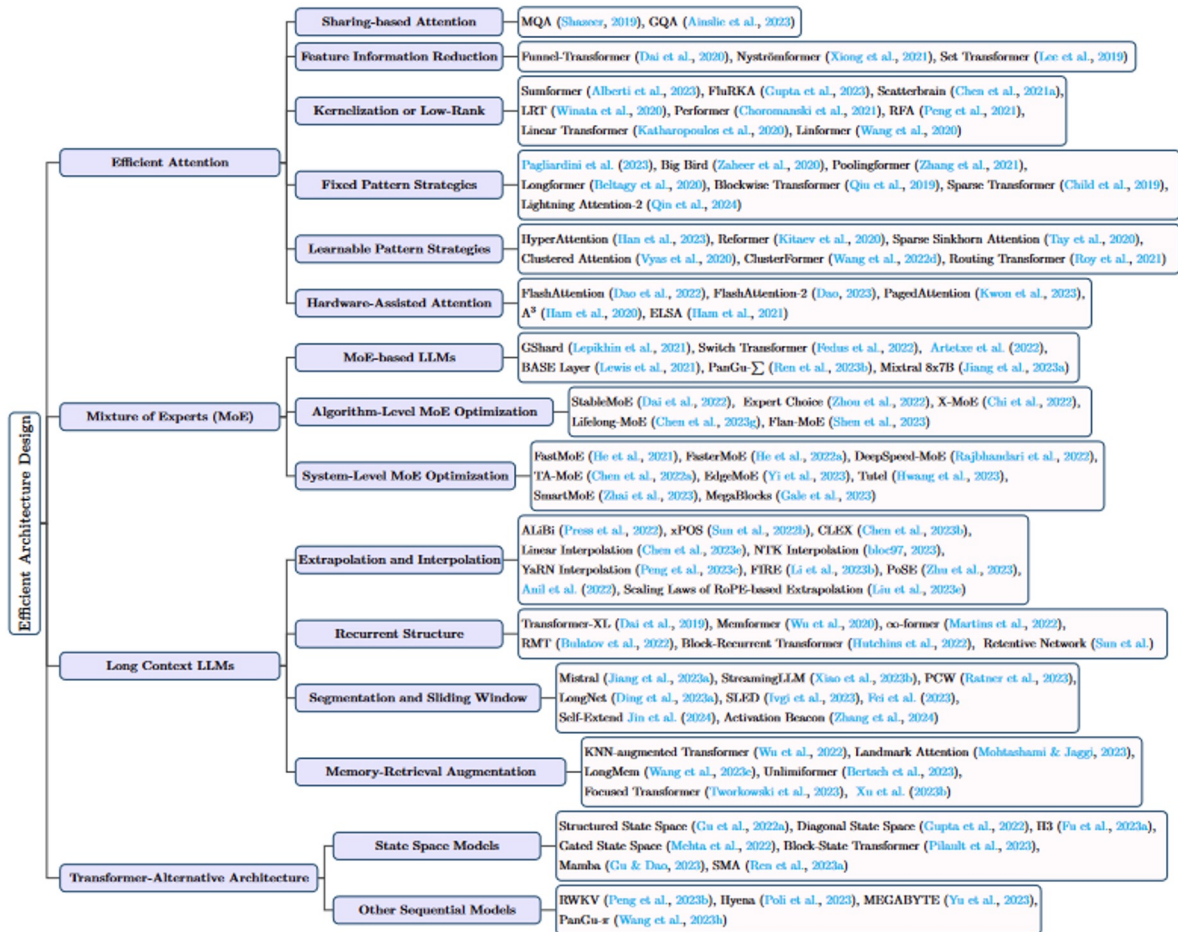 Efficient Architecture Design
Efficient Attention
Sharing-based Attention
MQA (Shazeer, 2019), GQA (Ainslie et al., 2023)
Feature Information Reduction
Funnel-Transformer (Dai et al., 2020), Nyströmformer (Xiong et al., 2021), Set Transformer (Lee et al., 2019)
Kernelization or Low-Rank
Sumformer (Alberti et al., 2023), FluRKA (Gupta et al., 2023), Scatterbrain (Chen et al., 2021a),
LRT (Winata et al., 2020), Performer (Choromanski et al., 2021), RFA (Peng et al., 2021),
Linear Transformer (Katharopoulos et al., 2020), Linformer (Wang et al., 2020)
Fixed Pattern Strategies
Pagliardini et al. (2023), Big Bird (Zaheer et al., 2020), Poolingformer (Zhang et al., 2021),
Longformer (Beltagy et al., 2020), Blockwise Transformer (Qiu et al., 2019), Sparse Transformer (Child et al., 2019),
Lightning Attention-2 (Qin et al., 2024)
Learnable Pattern Strategies
HyperAttention (Han et al., 2023), Reformer (Kitaev et al., 2020), Sparse Sinkhorn Attention (Tay et al., 2020),
Clustered Attention (Vyas et al., 2020), ClusterFormer (Wang et al., 2022d), Routing Transformer (Roy et al., 2021)
Hardware-Assisted Attention
FlashAttention (Dao et al., 2022), FlashAttention-2 (Dao, 2023), PagedAttention (Kwon et al., 2023),
A³ (Ham et al., 2020), ELSA (Ham et al., 2021)
Mixture of Experts (MoE)
MoE-based LLMs
GShard (Lepikhin et al., 2021), Switch Transformer (Fedus et al., 2022), Artetxe et al. (2022),
BASE Layer (Lewis et al., 2021), PanGu-∑ (Ren et al., 2023b), Mixtral 8x7B (Jiang et al., 2023a)
Algorithm-Level MoE Optimization
StableMoE (Dai et al., 2022), Expert Choice (Zhou et al., 2022), X-MoE (Chi et al., 2022),
Lifelong-MoE (Chen et al., 2023g), Flan-MoE (Shen et al., 2023)
System-Level MoE Optimization
FastMoE (He et al., 2021), FasterMoE (He et al., 2022a), DeepSpeed-MoE (Rajbhandari et al., 2022),
TA-MoE (Chen et al., 2022a), EdgeMoE (Yi et al., 2023), Tutel (Hwang et al., 2023),
SmartMoE (Zhai et al., 2023), MegaBlocks (Gale et al., 2023)
Long Context LLMs
Extrapolation and Interpolation
ALiBi (Press et al., 2022), xPOS (Sun et al., 2022b), CLEX (Chen et al., 2023b),
Linear Interpolation (Chen et al., 2023e), NTK Interpolation (bloc97, 2023),
YaRN Interpolation (Peng et al., 2023c), FIRE (Li et al., 2023b), PoSE (Zhu et al., 2023),
Anil et al. (2022), Scaling Laws of RoPE-based Extrapolation (Liu et al., 2023e)
Recurrent Structure
Transformer-XL (Dai et al., 2019), Memformer (Wu et al., 2020), ∞-former (Martins et al., 2022),
RMT (Bulatov et al., 2022), Block-Recurrent Transformer (Hutchins et al., 2022), Retentive Network (Sun et al.)
Segmentation and Sliding Window
Mistral (Jiang et al., 2023a), StreamingLLM (Xiao et al., 2023b), PCW (Ratner et al., 2023),
LongNet (Ding et al., 2023a), SLED (Ivgi et al., 2023), Fei et al. (2023),
Self-Extend Jin et al. (2024), Activation Beacon (Zhang et al., 2024)
Memory-Retrieval Augmentation
KNN-augmented Transformer (Wu et al., 2022), Landmark Attention (Mohtashami & Jaggi, 2023),
LongMem (Wang et al., 2023e), Unlimiformer (Bertsch et al., 2023),
Focused Transformer (Tworkowski et al., 2023), Xu et al. (2023b)
Transformer-Alternative Architecture
State Space Models
Structured State Space (Gu et al., 2022a), Diagonal State Space (Gupta et al., 2022), H3 (Fu et al., 2023a),
Gated State Space (Mehta et al., 2022), Block-State Transformer (Pilault et al., 2023),
Mamba (Gu & Dao, 2023), SMA (Ren et al., 2023a)
Other Sequential Models
RWKV (Peng et al., 2023b), Hyena (Poli et al., 2023), MEGABYTE (Yu et al., 2023),
PanGu-π (Wang et al., 2023h)